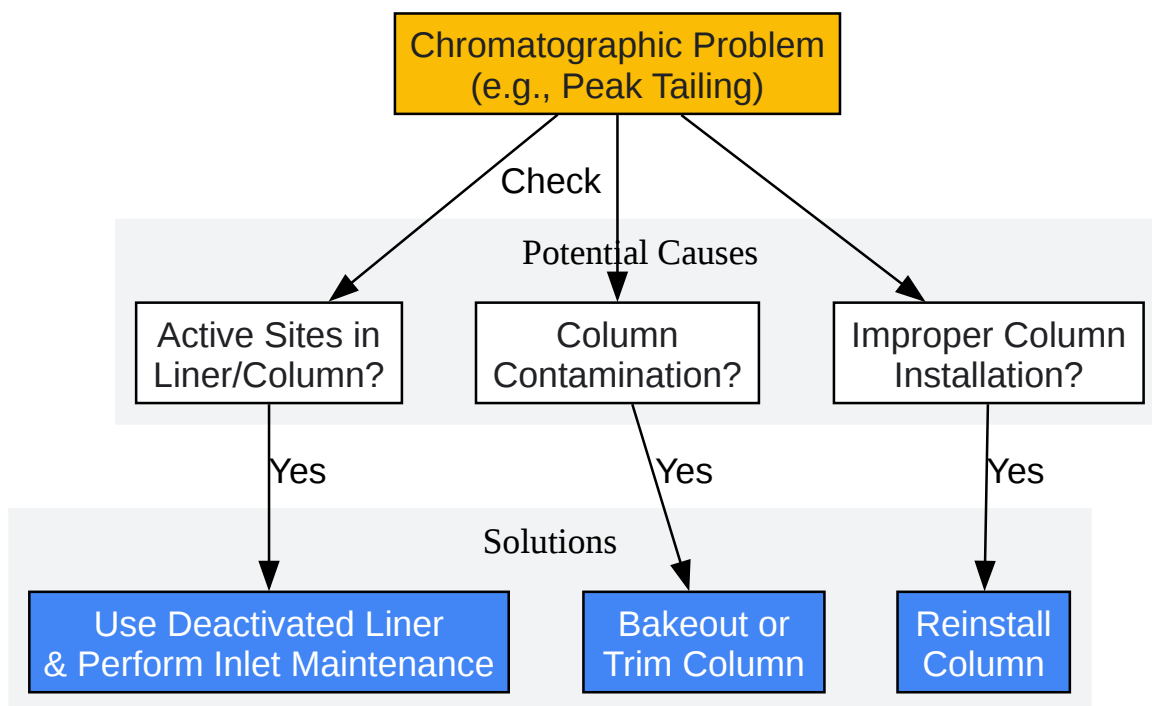 Chromatographic Problem
(e.g., Peak Tailing)
Check
Potential Causes
Active Sites in
Liner/Column?
Column
Contamination?
Improper Column
Installation?
Yes
Yes
Yes
Solutions
Use Deactivated Liner
& Perform Inlet Maintenance
Bakeout or
Trim Column
Reinstall
Column